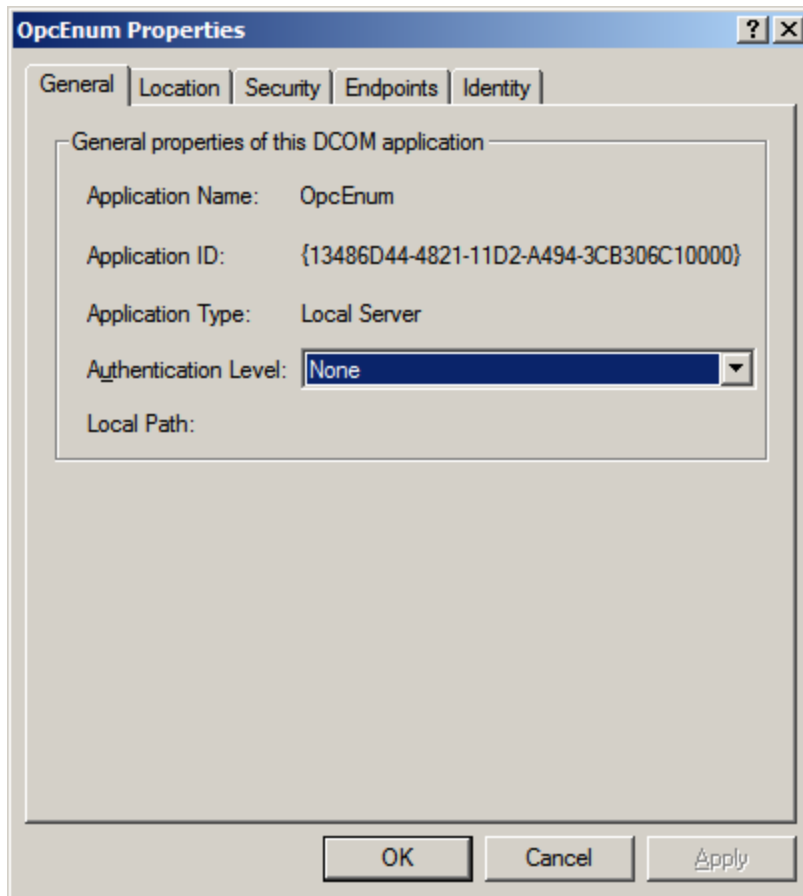 OpcEnum Properties
General Location Security Endpoints Identity
General properties of this DCOM application
Application Name: OpcEnum
Application ID: {13486D44-4821-11D2-A494-3CB306C10000}
Application Type: Local Server
Authentication Level: None
Local Path:
OK Cancel Apply